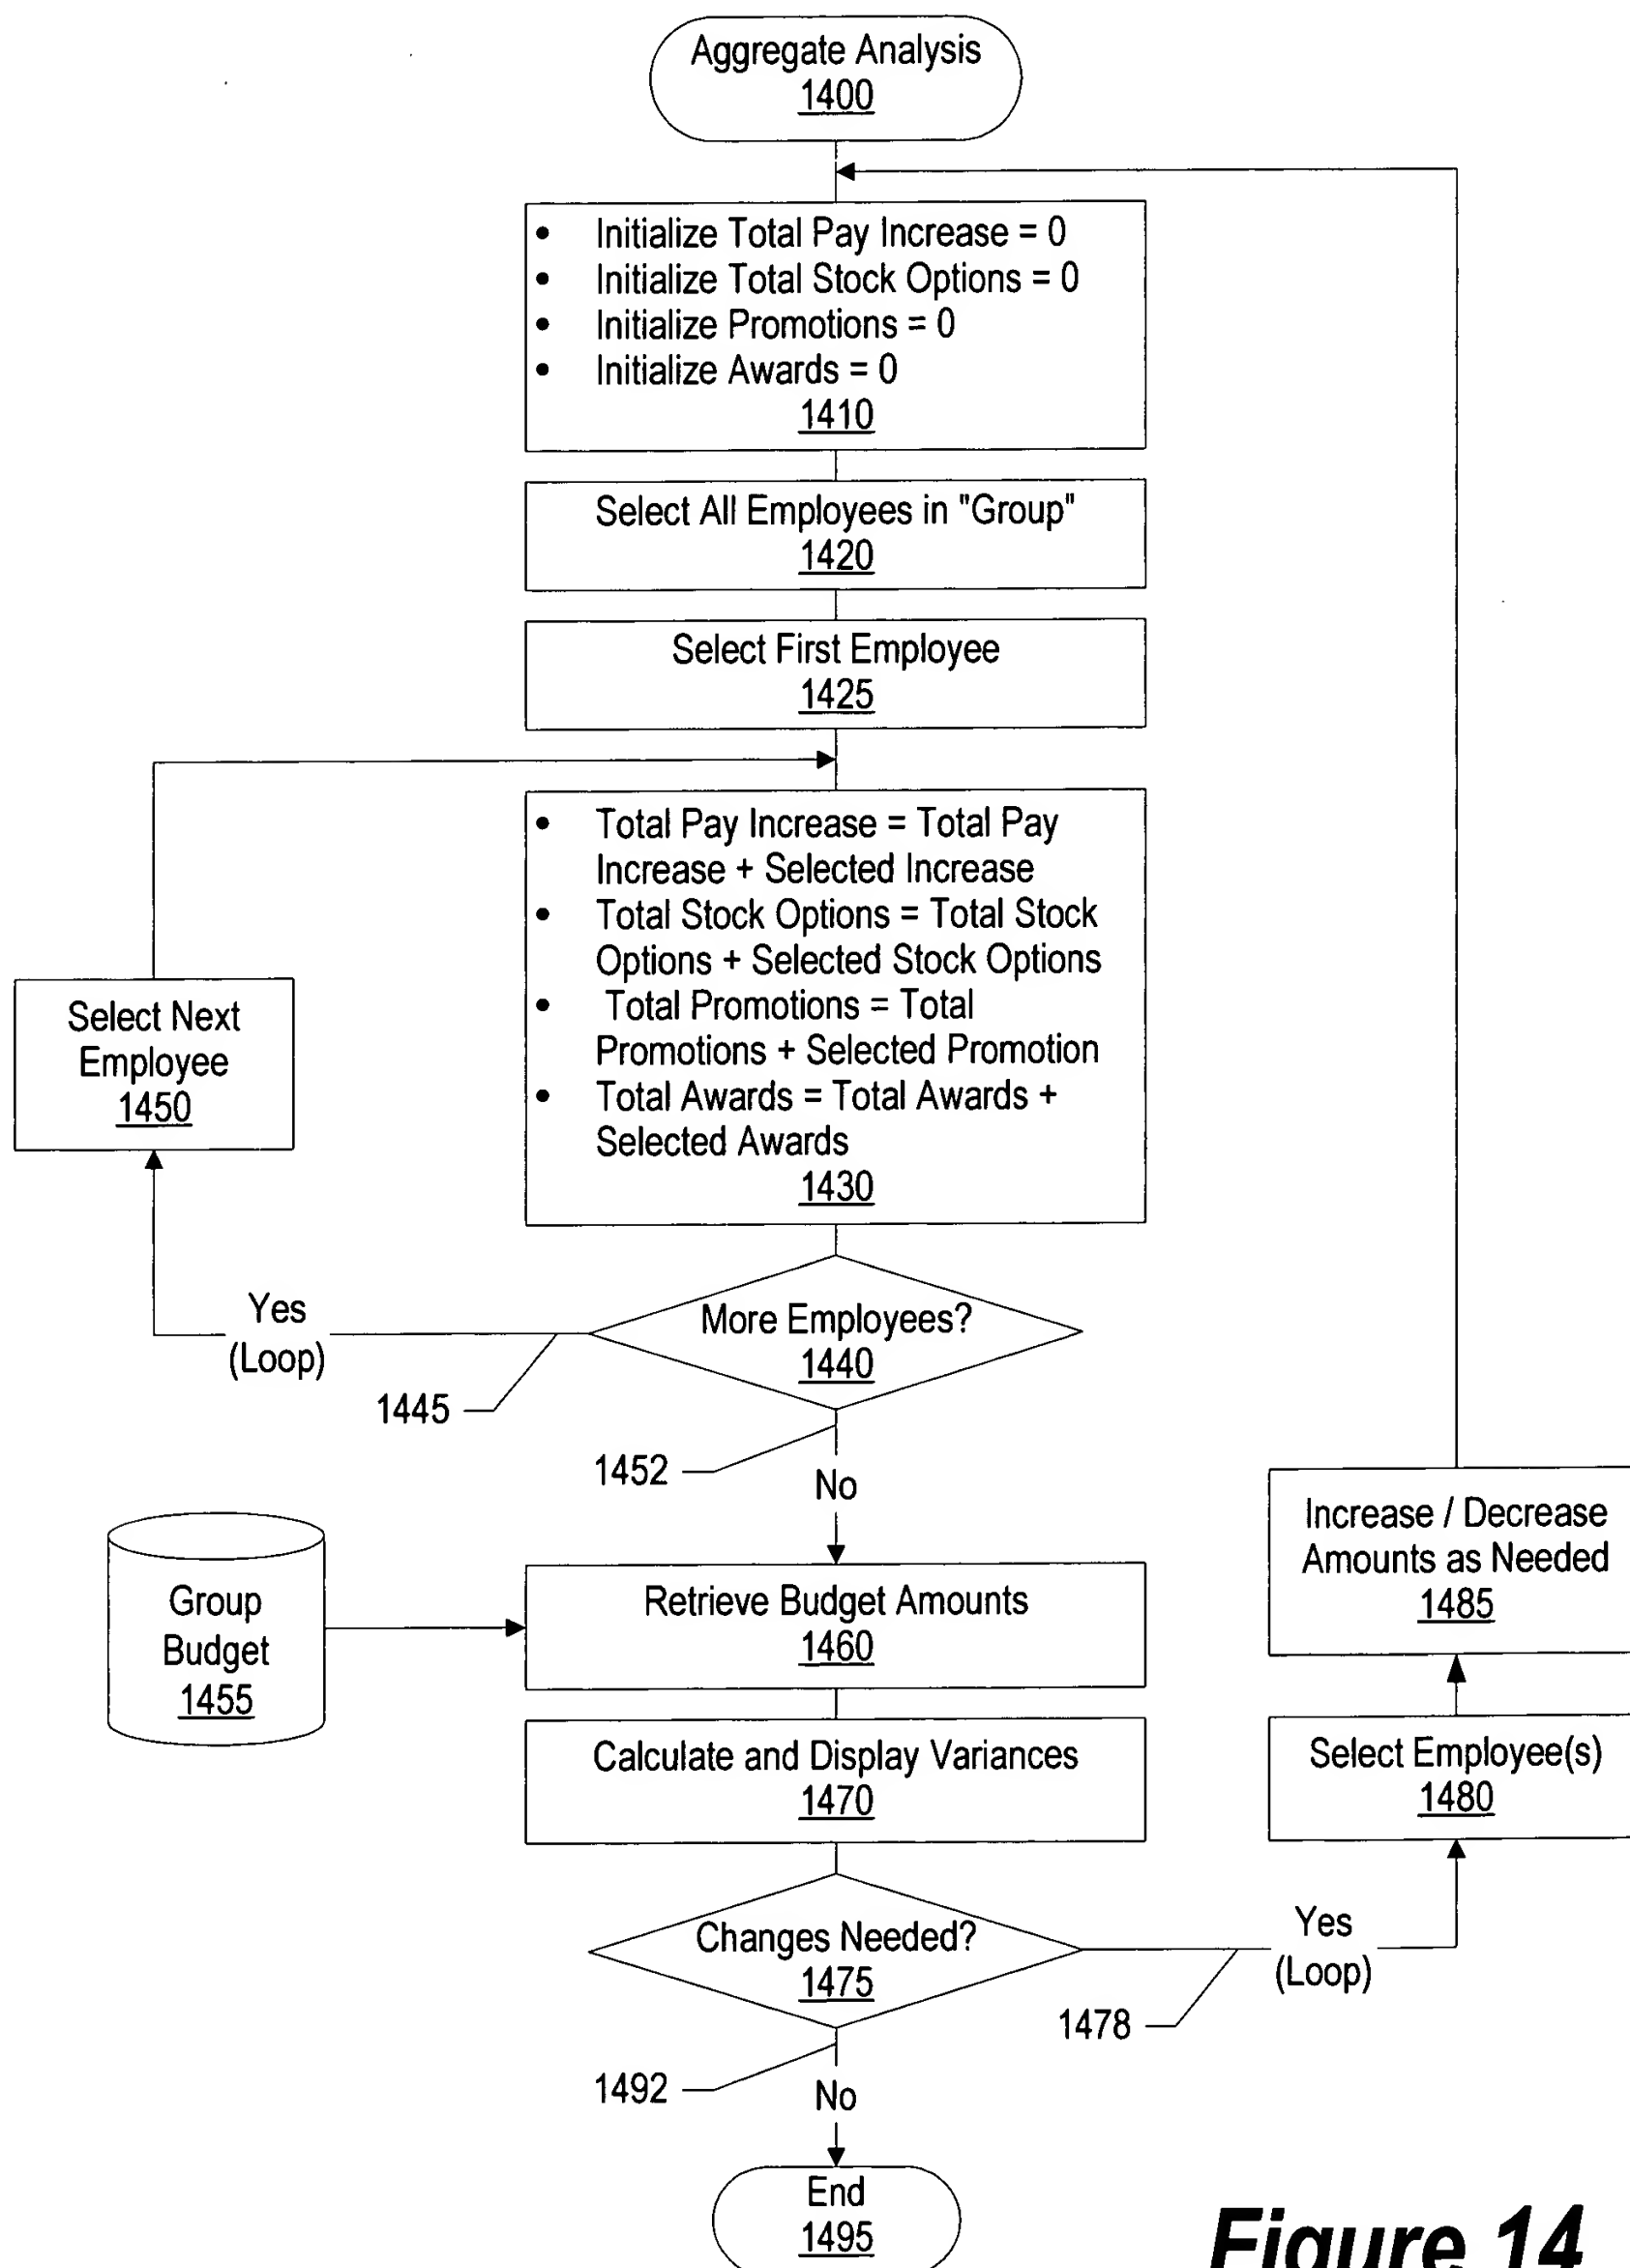 Aggregate Analysis
1400
• Initialize Total Pay Increase = 0
• Initialize Total Stock Options = 0
• Initialize Promotions = 0
• Initialize Awards = 0
1410
Select All Employees in "Group"
1420
Select First Employee
1425
• Total Pay Increase = Total Pay
Increase + Selected Increase
• Total Stock Options = Total Stock
Options + Selected Stock Options
• Total Promotions = Total
Promotions + Selected Promotion
• Total Awards = Total Awards +
Selected Awards
1430
Select Next
Employee
1450
Yes
(Loop)
1445
More Employees?
1440
1452
No
Group
Budget
1455
Retrieve Budget Amounts
1460
Increase / Decrease
Amounts as Needed
1485
Calculate and Display Variances
1470
Select Employee(s)
1480
Changes Needed?
1475
Yes
(Loop)
1478
1492
No
End
1495
Figure 14